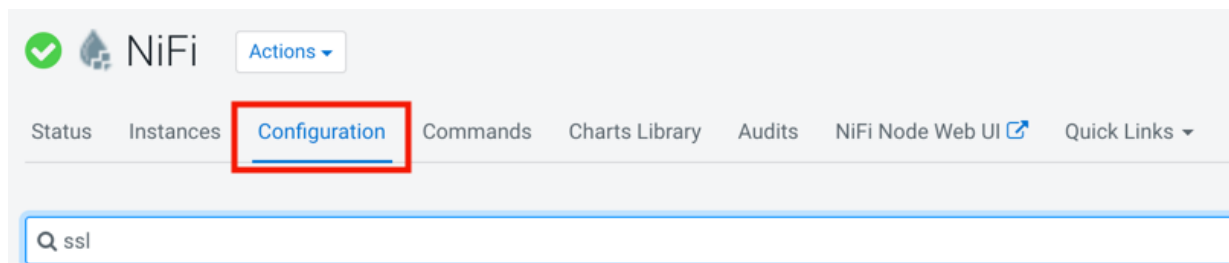 NiFi Actions
Status Instances Configuration Commands Charts Library Audits NiFi Node Web UI Quick Links
ssl